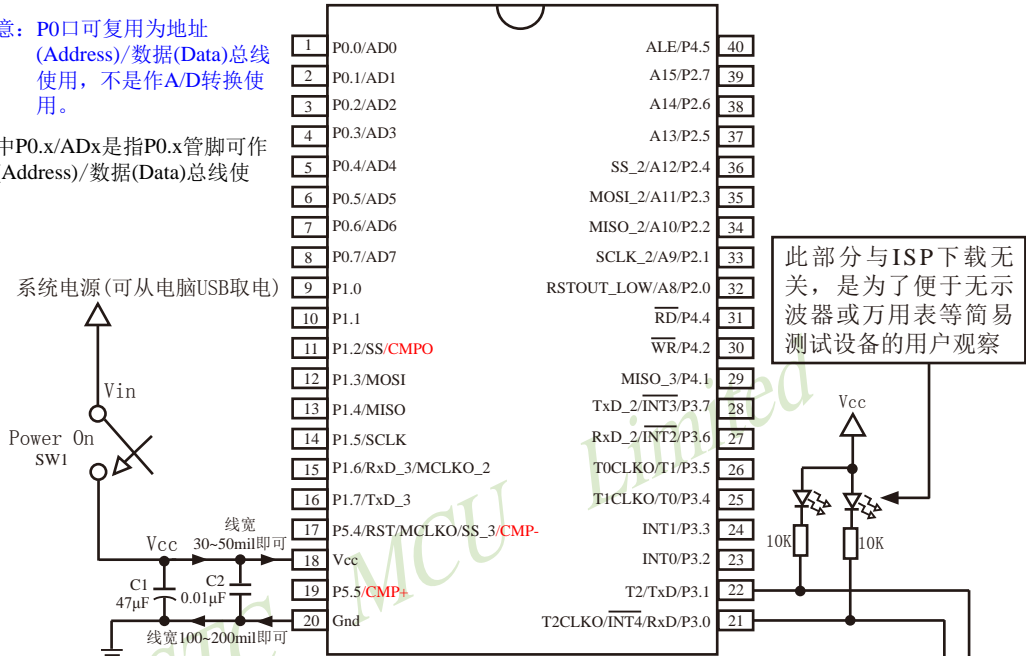 意：P0口可复用为地址
(Address)/数据(Data)总线
使用，不是作A/D转换使
用。
中P0.x/ADx是指P0.x管脚可作
(Address)/数据(Data)总线使
系统电源(可从电脑USB取电)
Vin
Power On
SW1
Vcc
线宽
30~50mil即可
C1
47μF
C2
0.01μF
线宽100~200mil即可
1 P0.0/AD0
2 P0.1/AD1
3 P0.2/AD2
4 P0.3/AD3
5 P0.4/AD4
6 P0.5/AD5
7 P0.6/AD6
8 P0.7/AD7
9 P1.0
10 P1.1
11 P1.2/SS/CMPO
12 P1.3/MOSI
13 P1.4/MISO
14 P1.5/SCLK
15 P1.6/RxD_3/MCLKO_2
16 P1.7/TxD_3
17 P5.4/RST/MCLKO/SS_3/CMP-
18 Vcc
19 P5.5/CMP+
20 Gnd
ALE/P4.5 40
A15/P2.7 39
A14/P2.6 38
A13/P2.5 37
SS_2/A12/P2.4 36
MOSI_2/A11/P2.3 35
MISO_2/A10/P2.2 34
SCLK_2/A9/P2.1 33
RSTOUT_LOW/A8/P2.0 32
RD/P4.4 31
WR/P4.2 30
MISO_3/P4.1 29
TxD_2/INT3/P3.7 28
RxD_2/INT2/P3.6 27
T0CLKO/T1/P3.5 26
T1CLKO/T0/P3.4 25
INT1/P3.3 24
INT0/P3.2 23
T2/TxD/P3.1 22
T2CLKO/INT4/RxD/P3.0 21
此部分与ISP下载无
关，是为了便于无示
波器或万用表等简易
测试设备的用户观察
Vcc
10K
10K
STC MCU Limited